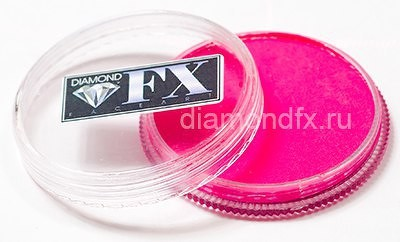 DIAMOND FX
FACE ART
diamondfx.ru